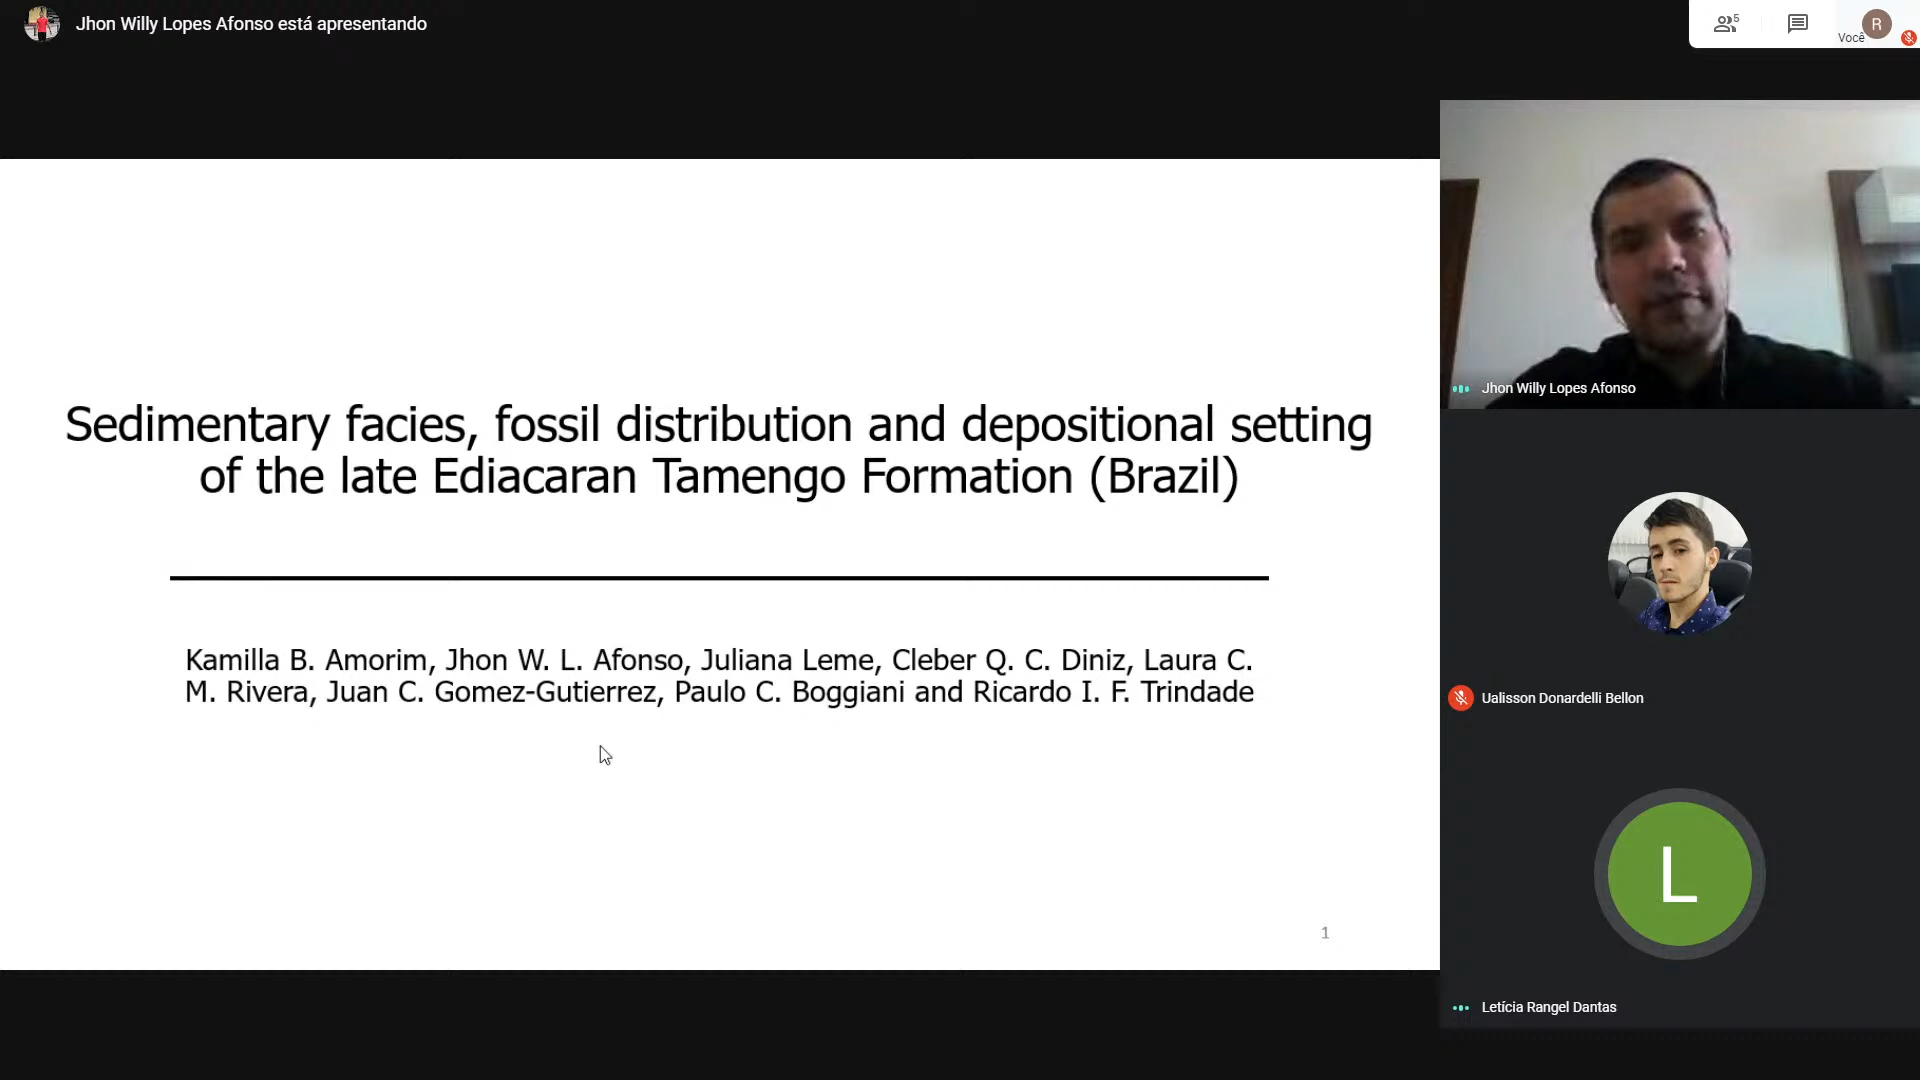 Jhon Willy Lopes Afonso está apresentando
5
Você
R
Jhon Willy Lopes Afonso
Sedimentary facies, fossil distribution and depositional setting
of the late Ediacaran Tamengo Formation (Brazil)
Kamilla B. Amorim, Jhon W. L. Afonso, Juliana Leme, Cleber Q. C. Diniz, Laura C.
M. Rivera, Juan C. Gomez-Gutierrez, Paulo C. Boggiani and Ricardo I. F. Trindade
1
Ualisson Donardelli Bellon
L
Letícia Rangel Dantas